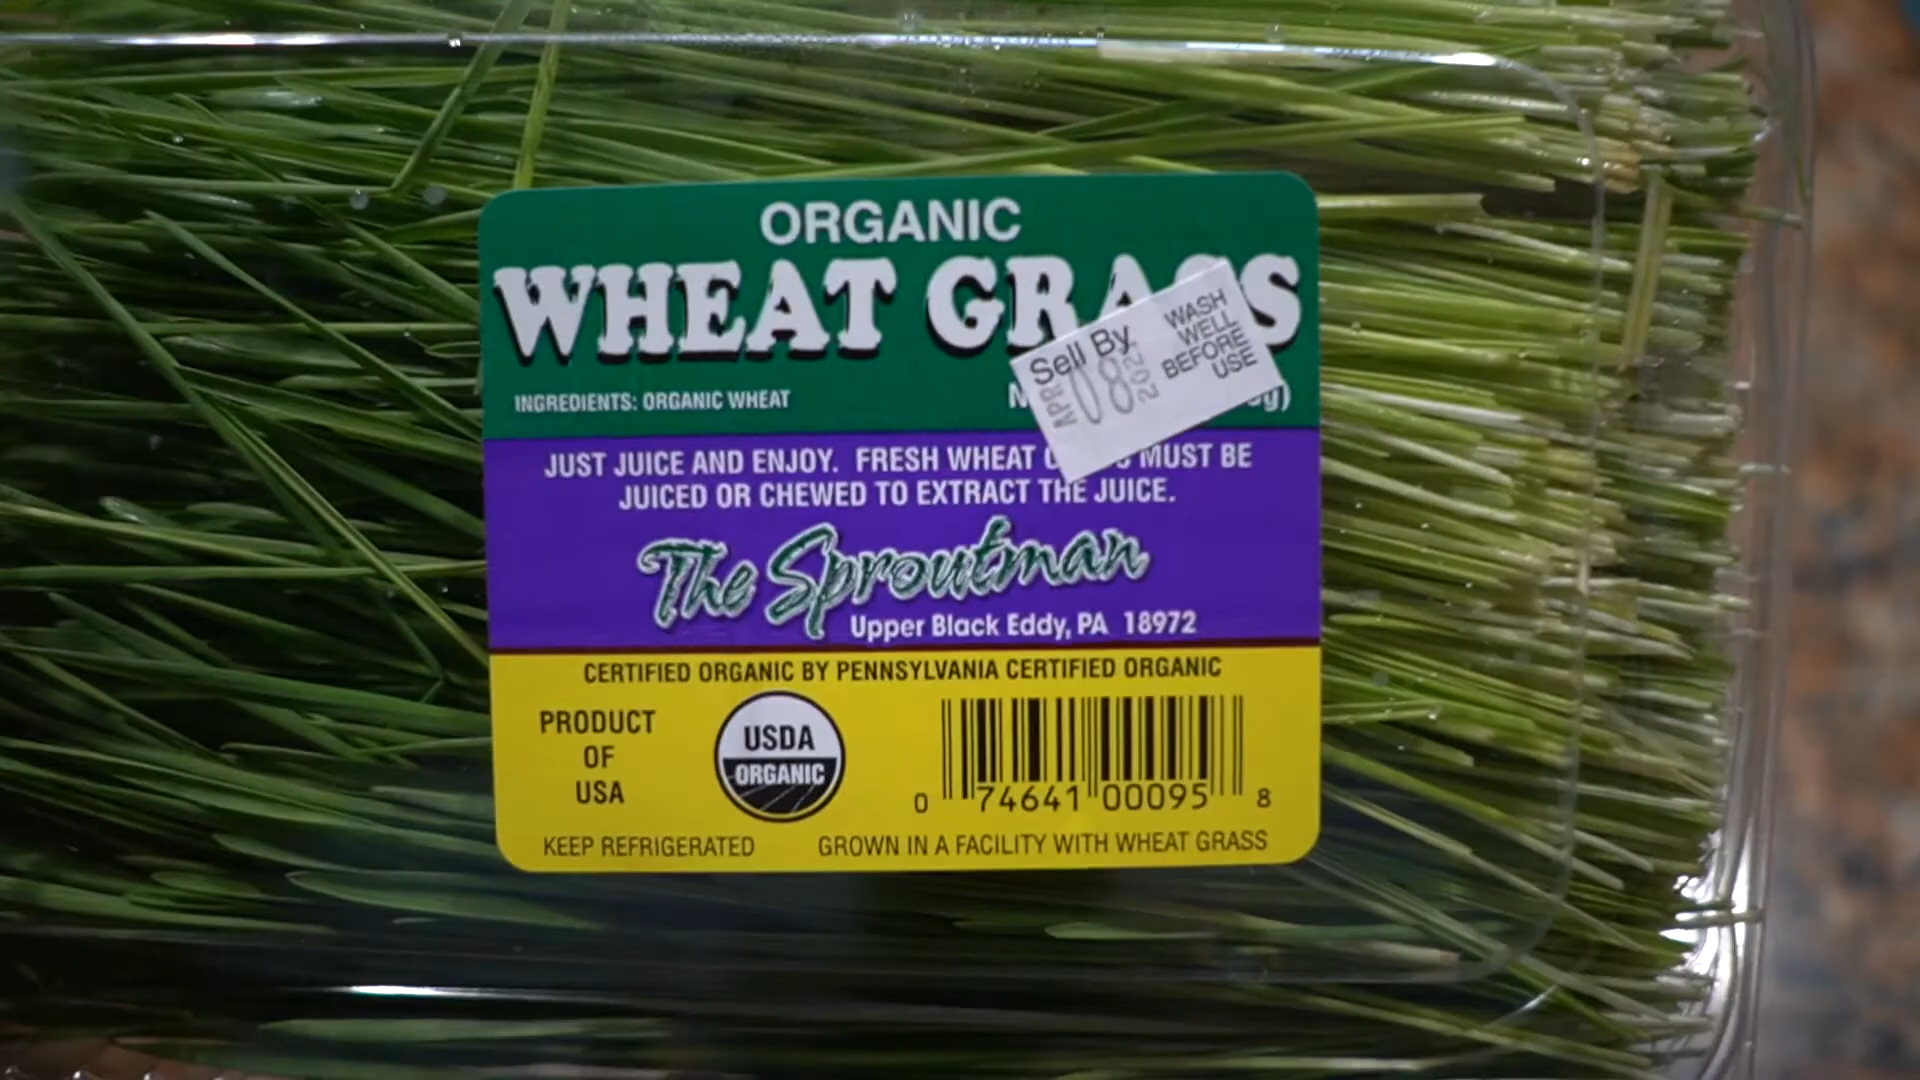 ORGANIC
WHEAT GRASS
Sell By
APR 08
WASH
WELL
BEFORE
USE
INGREDIENTS: ORGANIC WHEAT
JUST JUICE AND ENJOY. FRESH WHEAT MUST BE
JUICED OR CHEWED TO EXTRACT THE JUICE.
The Sproutman
Upper Black Eddy, PA 18972
CERTIFIED ORGANIC BY PENNSYLVANIA CERTIFIED ORGANIC
PRODUCT
OF
USA
USDA
ORGANIC
0 74641 00095 8
KEEP REFRIGERATED
GROWN IN A FACILITY WITH WHEAT GRASS